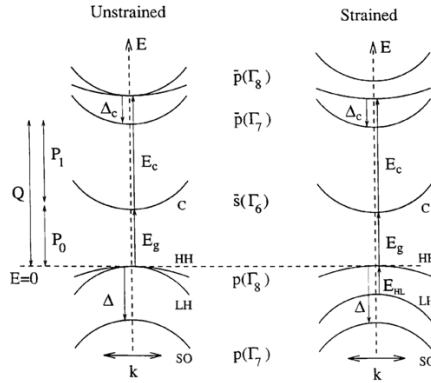 Unstrained
Strained
E
E
p̄(Γ₈)
Δc
p̄(Γ₇)
Δc
P₁
Ec
Ec
Q
C
s̄(Γ₆)
C
P₀
Eg
Eg
HH
HH
E=0
p(Γ₈)
EHL
Δ
LH
Δ
LH
p(Γ₇)
SO
SO
k
k